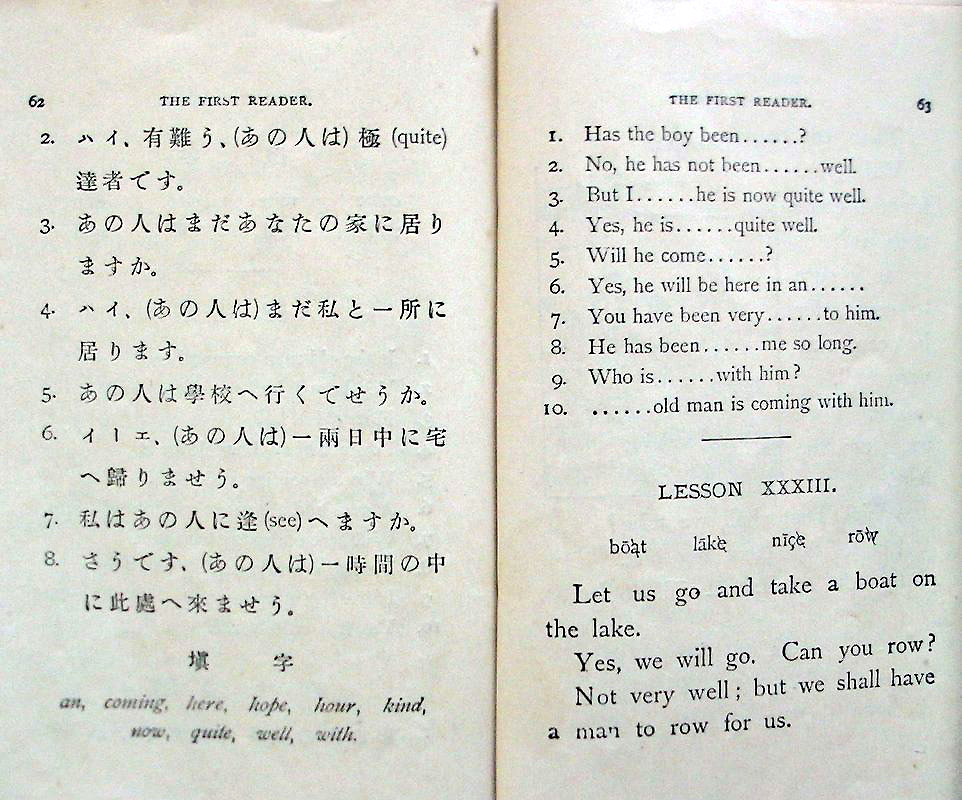 62
THE FIRST READER.
2. ハイ、有難う、(あの人は) 極 (quite)
達者です。
3. あの人はまだあなたの家に居り
ますか。
4. ハイ、(あの人は)まだ私と一所に
居ります。
5. あの人は學校へ行くでせうか。
6. イーエ、(あの人は)一兩日中に宅
へ歸りませう。
7. 私はあの人に逢(see)へますか。
8. さうです、(あの人は)一時間の中
に此處へ來ませう。
塡字
an, coming, here, hope, hour, kind,
now, quite, well, with.
THE FIRST READER.
63
1. Has the boy been......?
2. No, he has not been......well.
3. But I......he is now quite well.
4. Yes, he is......quite well.
5. Will he come......?
6. Yes, he will be here in an......
7. You have been very......to him.
8. He has been......me so long.
9. Who is......with him?
10. ......old man is coming with him.
LESSON XXXIII.
bōat lāke nīçe rōw
Let us go and take a boat on
the lake.
Yes, we will go. Can you row?
Not very well; but we shall have
a man to row for us.